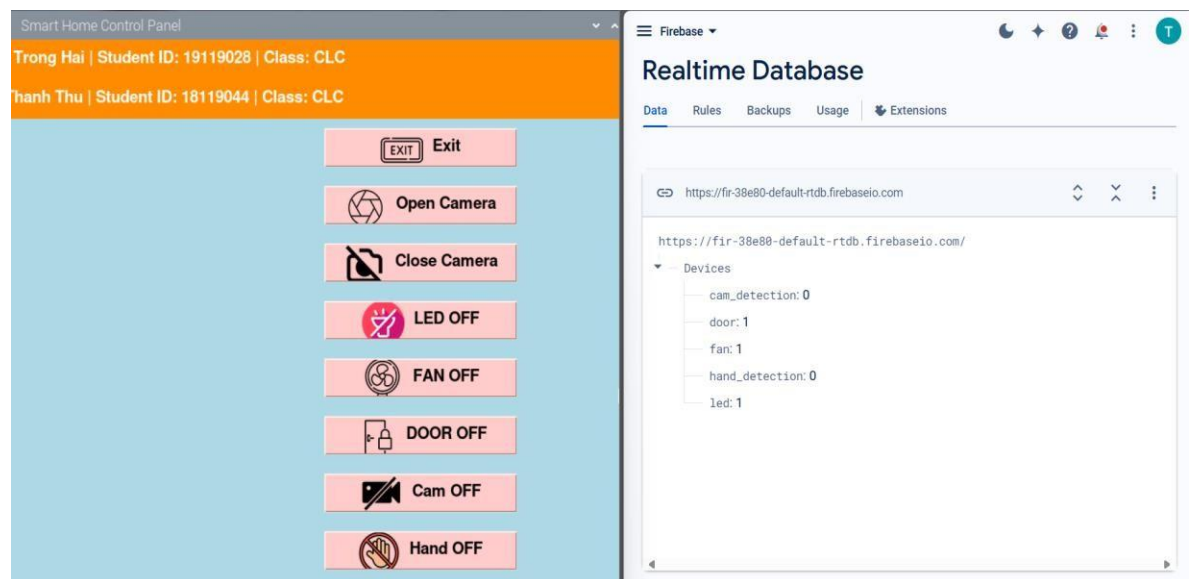 Smart Home Control Panel
Trong Hai | Student ID: 19119028 | Class: CLC
Thanh Thu | Student ID: 18119044 | Class: CLC
EXIT Exit
Open Camera
Close Camera
LED OFF
FAN OFF
DOOR OFF
Cam OFF
Hand OFF
Firebase
T
Realtime Database
Data Rules Backups Usage Extensions
https://fir-38e80-default-rtdb.firebaseio.com
https://fir-38e80-default-rtdb.firebaseio.com/
Devices
cam_detection: 0
door: 1
fan: 1
hand_detection: 0
led: 1